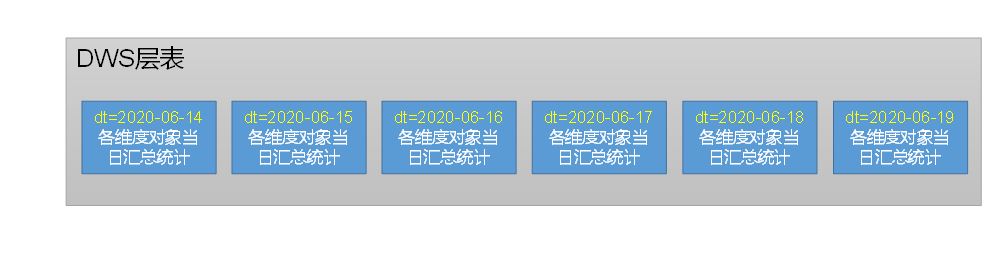 DWS层表
dt=2020-06-14
各维度对象当
日汇总统计
dt=2020-06-15
各维度对象当
日汇总统计
dt=2020-06-16
各维度对象当
日汇总统计
dt=2020-06-17
各维度对象当
日汇总统计
dt=2020-06-18
各维度对象当
日汇总统计
dt=2020-06-19
各维度对象当
日汇总统计